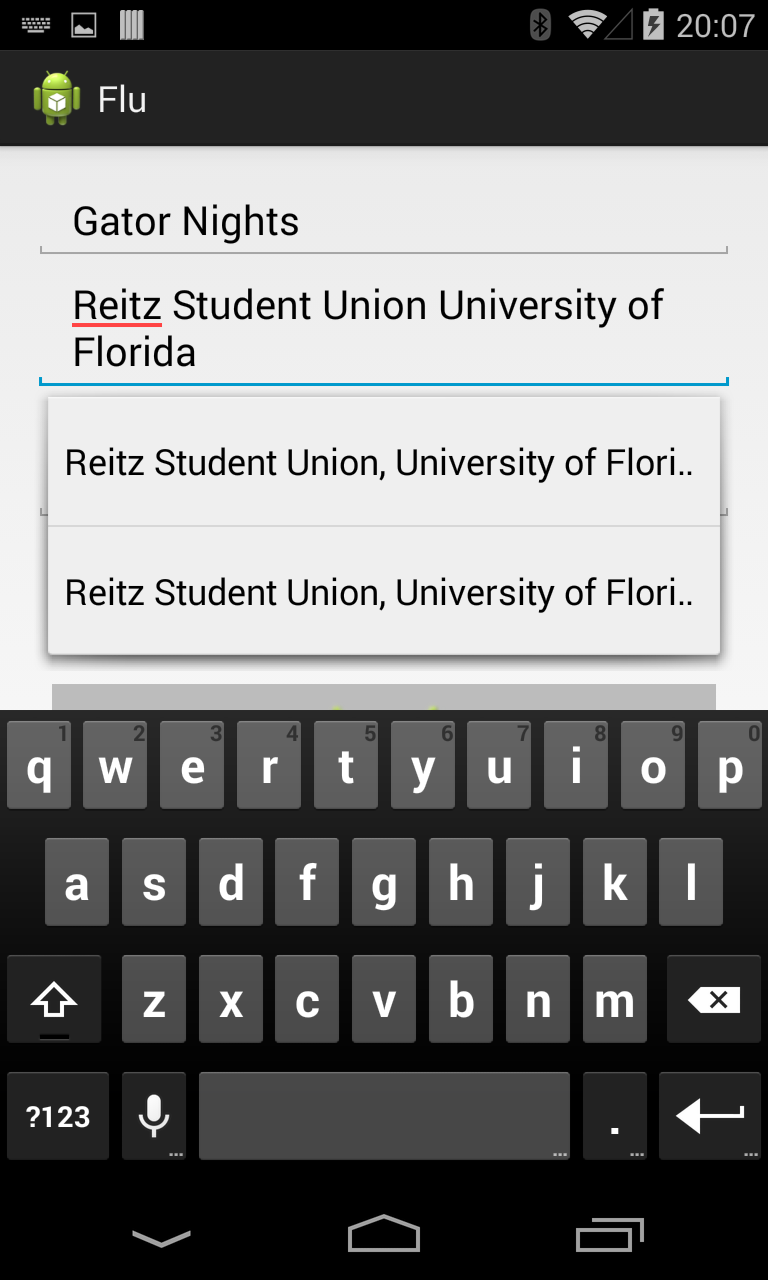 20:07
Flu
Gator Nights
Reitz Student Union University of
Florida
Reitz Student Union, University of Flori..
Reitz Student Union, University of Flori..
1 2 3 4 5 6 7 8 9 0
q w e r t y u i o p
a s d f g h j k l
z x c v b n m
?123 .